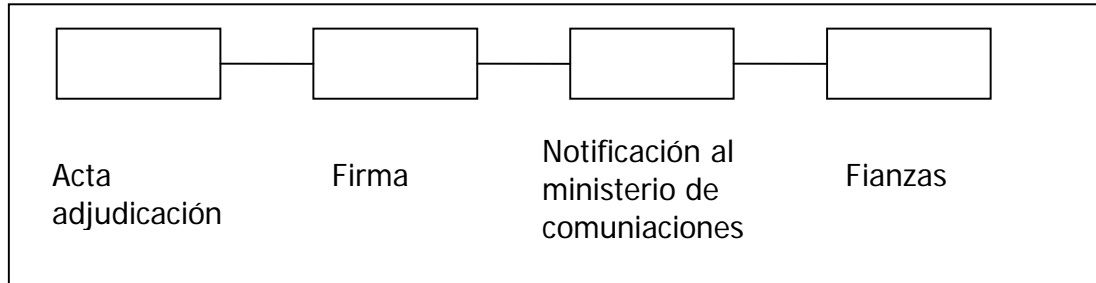 Acta
adjudicación
Firma
Notificación al
ministerio de
comuniaciones
Fianzas